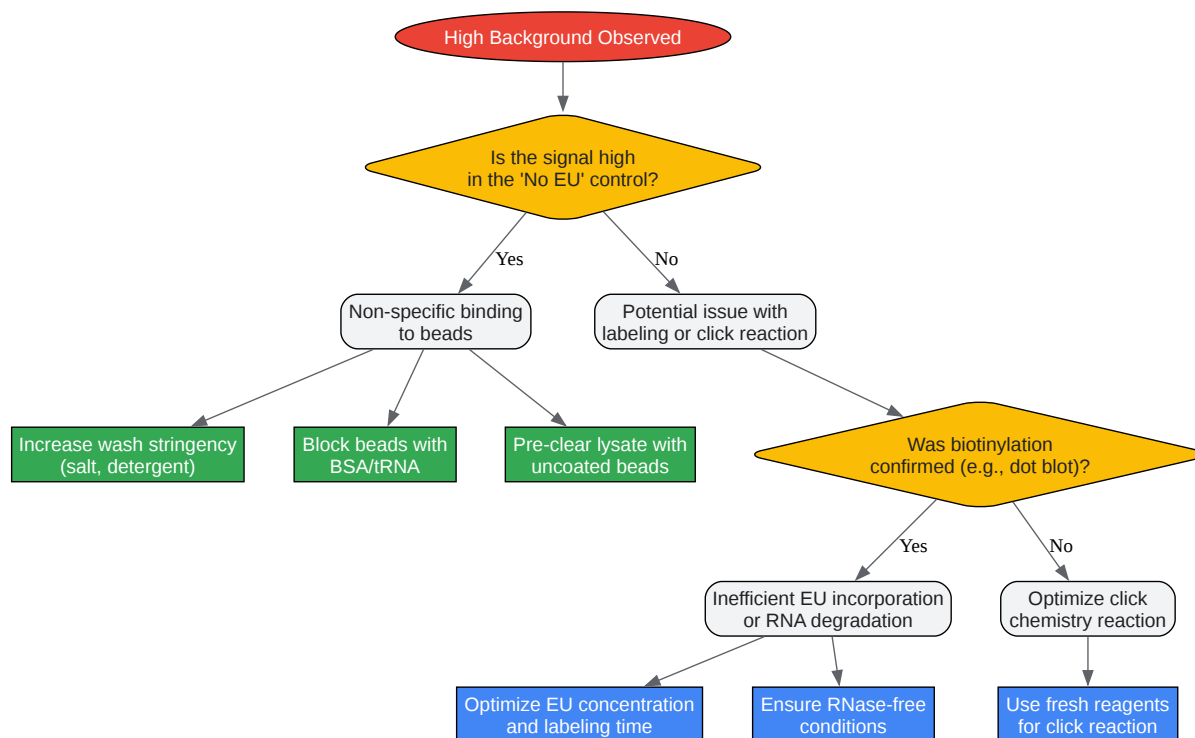 High Background Observed
Is the signal high
in the 'No EU' control?
Yes
No
Non-specific binding
to beads
Potential issue with
labeling or click reaction
Increase wash stringency
(salt, detergent)
Block beads with
BSA/tRNA
Pre-clear lysate with
uncoated beads
Was biotinylation
confirmed (e.g., dot blot)?
Yes
No
Inefficient EU incorporation
or RNA degradation
Optimize click
chemistry reaction
Optimize EU concentration
and labeling time
Ensure RNase-free
conditions
Use fresh reagents
for click reaction